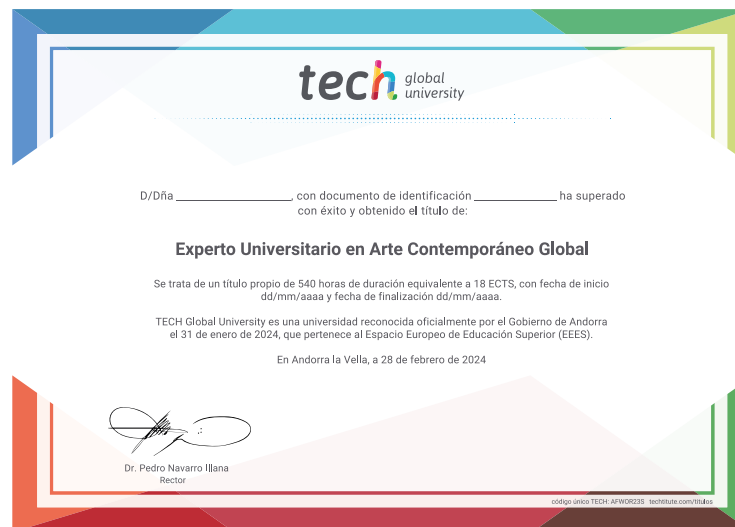 tech global university
D/Dña ____________________, con documento de identificación ______________ ha superado
con éxito y obtenido el título de:
Experto Universitario en Arte Contemporáneo Global
Se trata de un título propio de 540 horas de duración equivalente a 18 ECTS, con fecha de inicio
dd/mm/aaaa y fecha de finalización dd/mm/aaaa.
TECH Global University es una universidad reconocida oficialmente por el Gobierno de Andorra
el 31 de enero de 2024, que pertenece al Espacio Europeo de Educación Superior (EEES).
En Andorra la Vella, a 28 de febrero de 2024
Dr. Pedro Navarro Illana
Rector
código único TECH: AFWOR23S techtitute.com/titulos